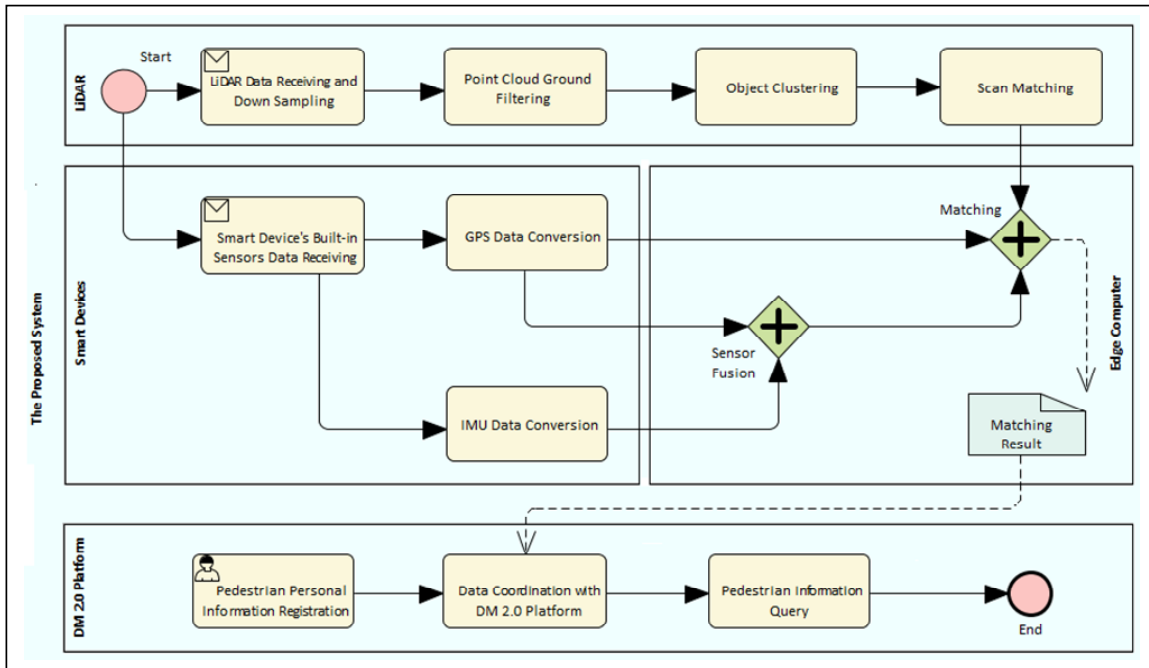 The Proposed System
LiDAR
Start
LiDAR Data Receiving and
Down Sampling
Point Cloud Ground
Filtering
Object Clustering
Scan Matching
Smart Devices
Smart Device's Built-in
Sensors Data Receiving
GPS Data Conversion
IMU Data Conversion
Edge Computer
Matching
Sensor
Fusion
Matching
Result
DM 2.0 Platform
Pedestrian Personal
Information Registration
Data Coordination with
DM 2.0 Platform
Pedestrian Information
Query
End